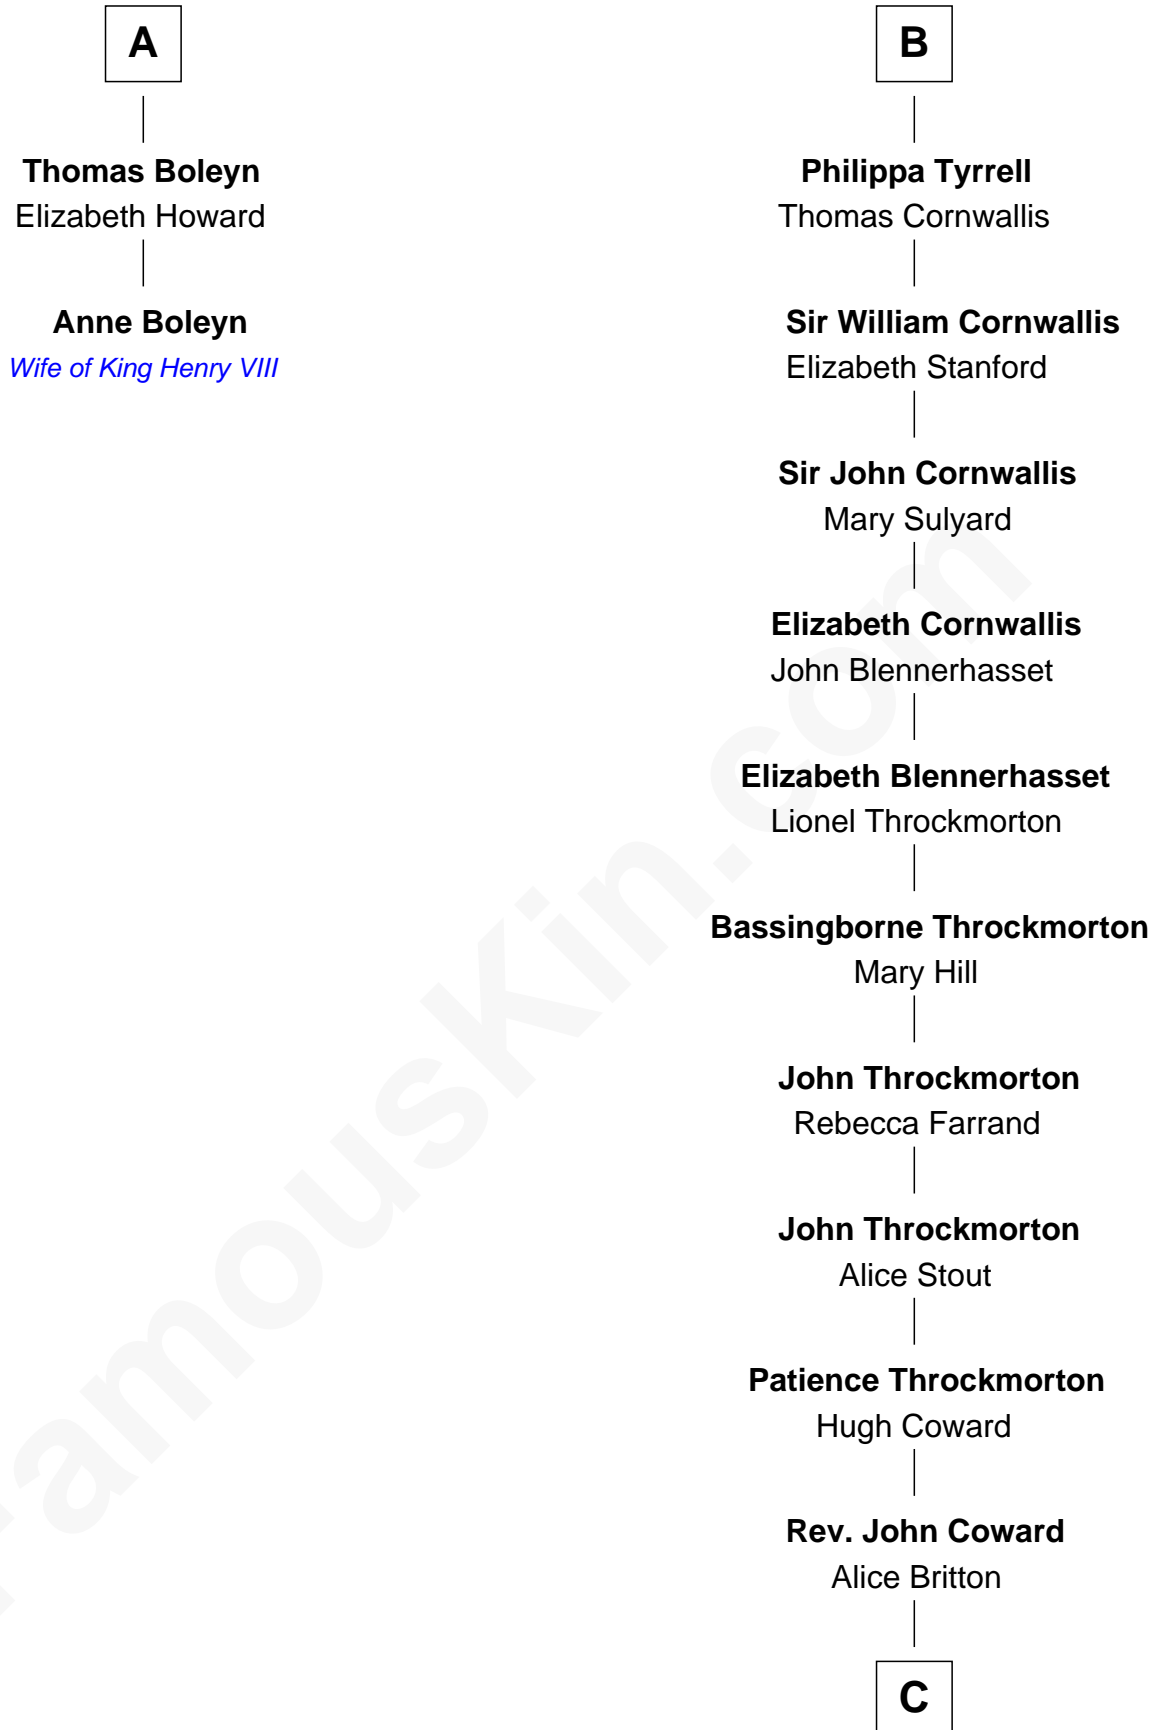 A
Thomas Boleyn
Elizabeth Howard
Anne Boleyn
Wife of King Henry VIII
B
Philippa Tyrrell
Thomas Cornwallis
Sir William Cornwallis
Elizabeth Stanford
Sir John Cornwallis
Mary Sulyard
Elizabeth Cornwallis
John Blennerhasset
Elizabeth Blennerhasset
Lionel Throckmorton
Bassingborne Throckmorton
Mary Hill
John Throckmorton
Rebecca Farrand
John Throckmorton
Alice Stout
Patience Throckmorton
Hugh Coward
Rev. John Coward
Alice Britton
C
FamousKin.com